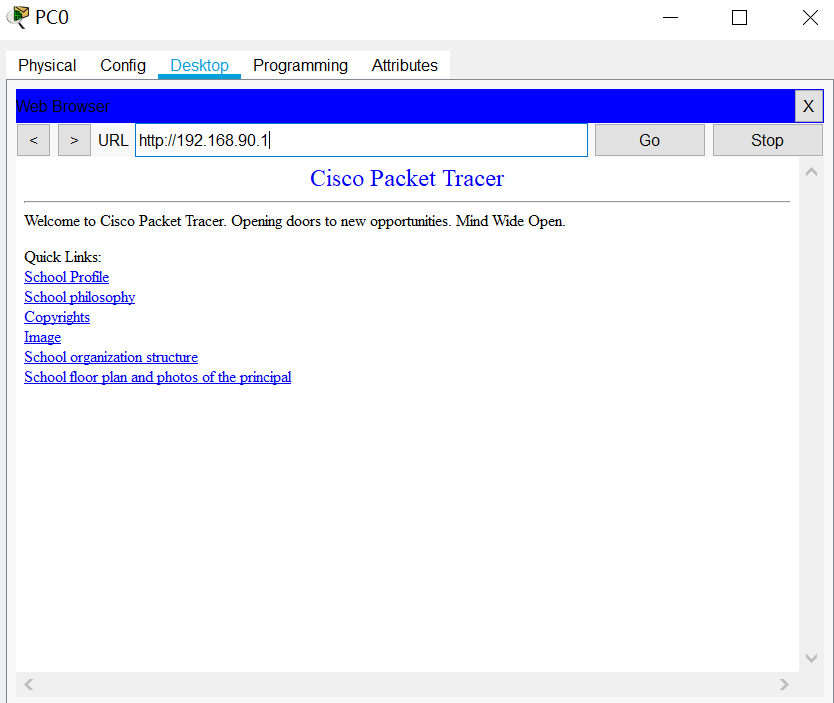 PC0
Physical Config Desktop Programming Attributes
Web Browser X
< > URL http://192.168.90.1 Go Stop
Cisco Packet Tracer
Welcome to Cisco Packet Tracer. Opening doors to new opportunities. Mind Wide Open.
Quick Links:
School Profile
School philosophy
Copyrights
Image
School organization structure
School floor plan and photos of the principal